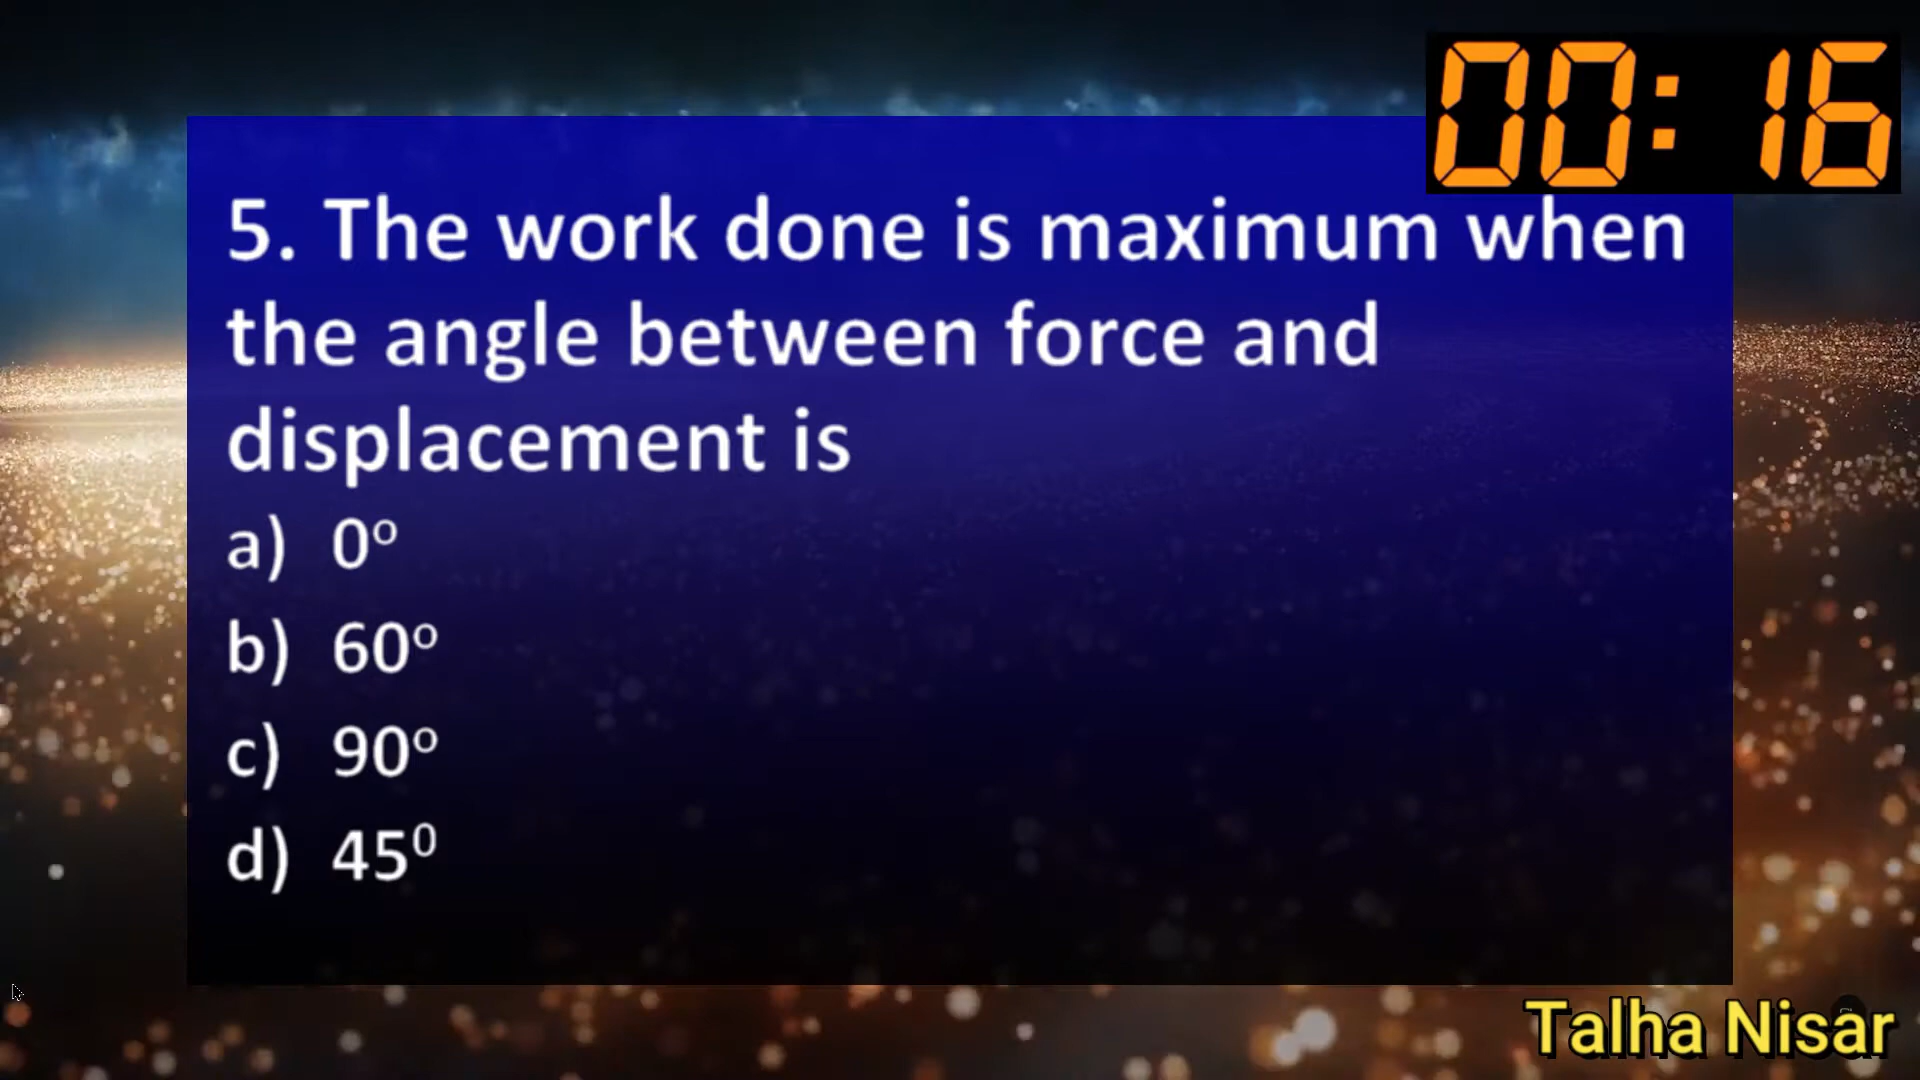 00:16
5. The work done is maximum when
the angle between force and
displacement is
a) 0º
b) 60º
c) 90º
d) 45⁰
Talha Nisar